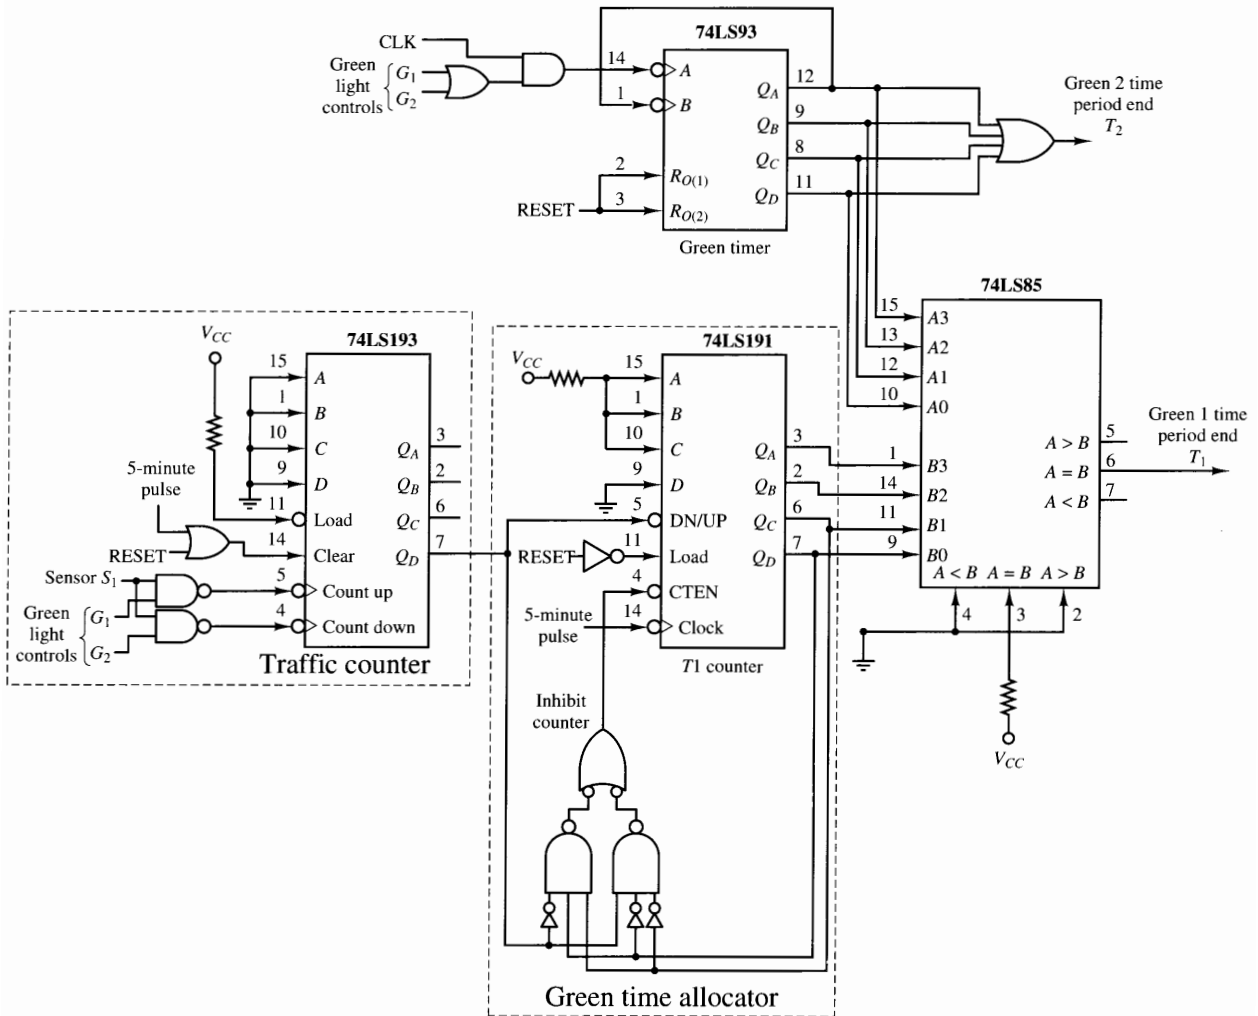 74LS93
CLK
Green
light
controls
G1
G2
14
A
1
B
2
RO(1)
RESET
3
RO(2)
QA
12
QB
9
QC
8
QD
11
Green timer
Green 2 time
period end
T2
74LS85
15
A3
13
A2
12
A1
10
A0
1
B3
14
B2
11
B1
9
B0
A > B
5
A = B
6
A < B
7
Green 1 time
period end
T1
A < B A = B A > B
4
3
2
VCC
VCC
74LS193
15
A
1
B
10
C
9
D
11
Load
14
Clear
5
Count up
4
Count down
QA
3
QB
2
QC
6
QD
7
5-minute
pulse
RESET
Sensor S1
Green
light
controls
G1
G2
Traffic counter
VCC
74LS191
15
A
1
B
10
C
9
D
5
DN/UP
RESET
11
Load
4
CTEN
5-minute
pulse
14
Clock
QA
3
QB
2
QC
6
QD
7
T1 counter
Inhibit
counter
Green time allocator